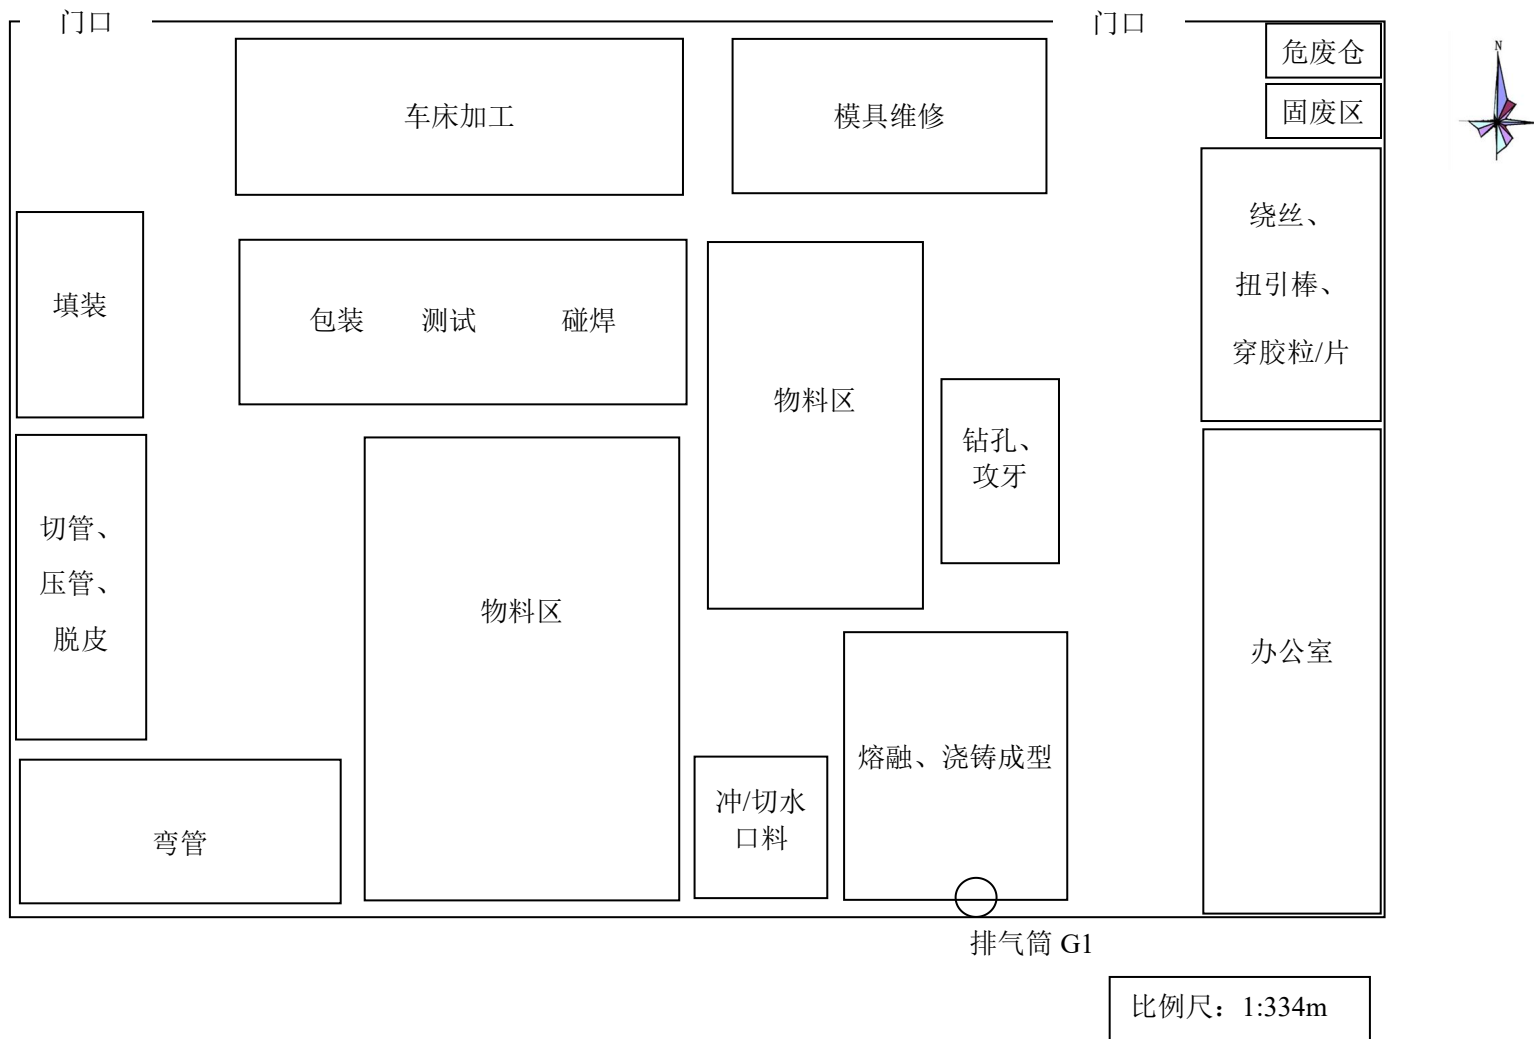 门口
门口
危废仓
N
车床加工
模具维修
固废区
绕丝、
扭引棒、
穿胶粒/片
填装
包装 测试 碰焊
物料区
钻孔、
攻牙
切管、
压管、
脱皮
物料区
办公室
熔融、浇铸成型
冲/切水
口料
弯管
排气筒 G1
比例尺：1:334m